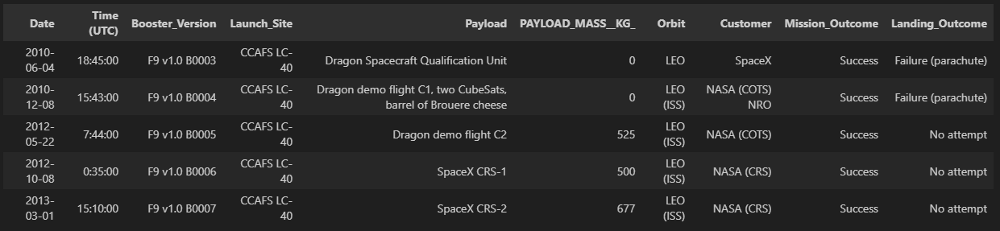 Date Time (UTC) Booster_Version Launch_Site Payload PAYLOAD_MASS__KG_ Orbit Customer Mission_Outcome Landing_Outcome
2010-06-04 18:45:00 F9 v1.0 B0003 CCAFS LC-40 Dragon Spacecraft Qualification Unit 0 LEO SpaceX Success Failure (parachute)
2010-12-08 15:43:00 F9 v1.0 B0004 CCAFS LC-40 Dragon demo flight C1, two CubeSats, barrel of Brouere cheese 0 LEO (ISS) NASA (COTS) NRO Success Failure (parachute)
2012-05-22 7:44:00 F9 v1.0 B0005 CCAFS LC-40 Dragon demo flight C2 525 LEO (ISS) NASA (COTS) Success No attempt
2012-10-08 0:35:00 F9 v1.0 B0006 CCAFS LC-40 SpaceX CRS-1 500 LEO (ISS) NASA (CRS) Success No attempt
2013-03-01 15:10:00 F9 v1.0 B0007 CCAFS LC-40 SpaceX CRS-2 677 LEO (ISS) NASA (CRS) Success No attempt